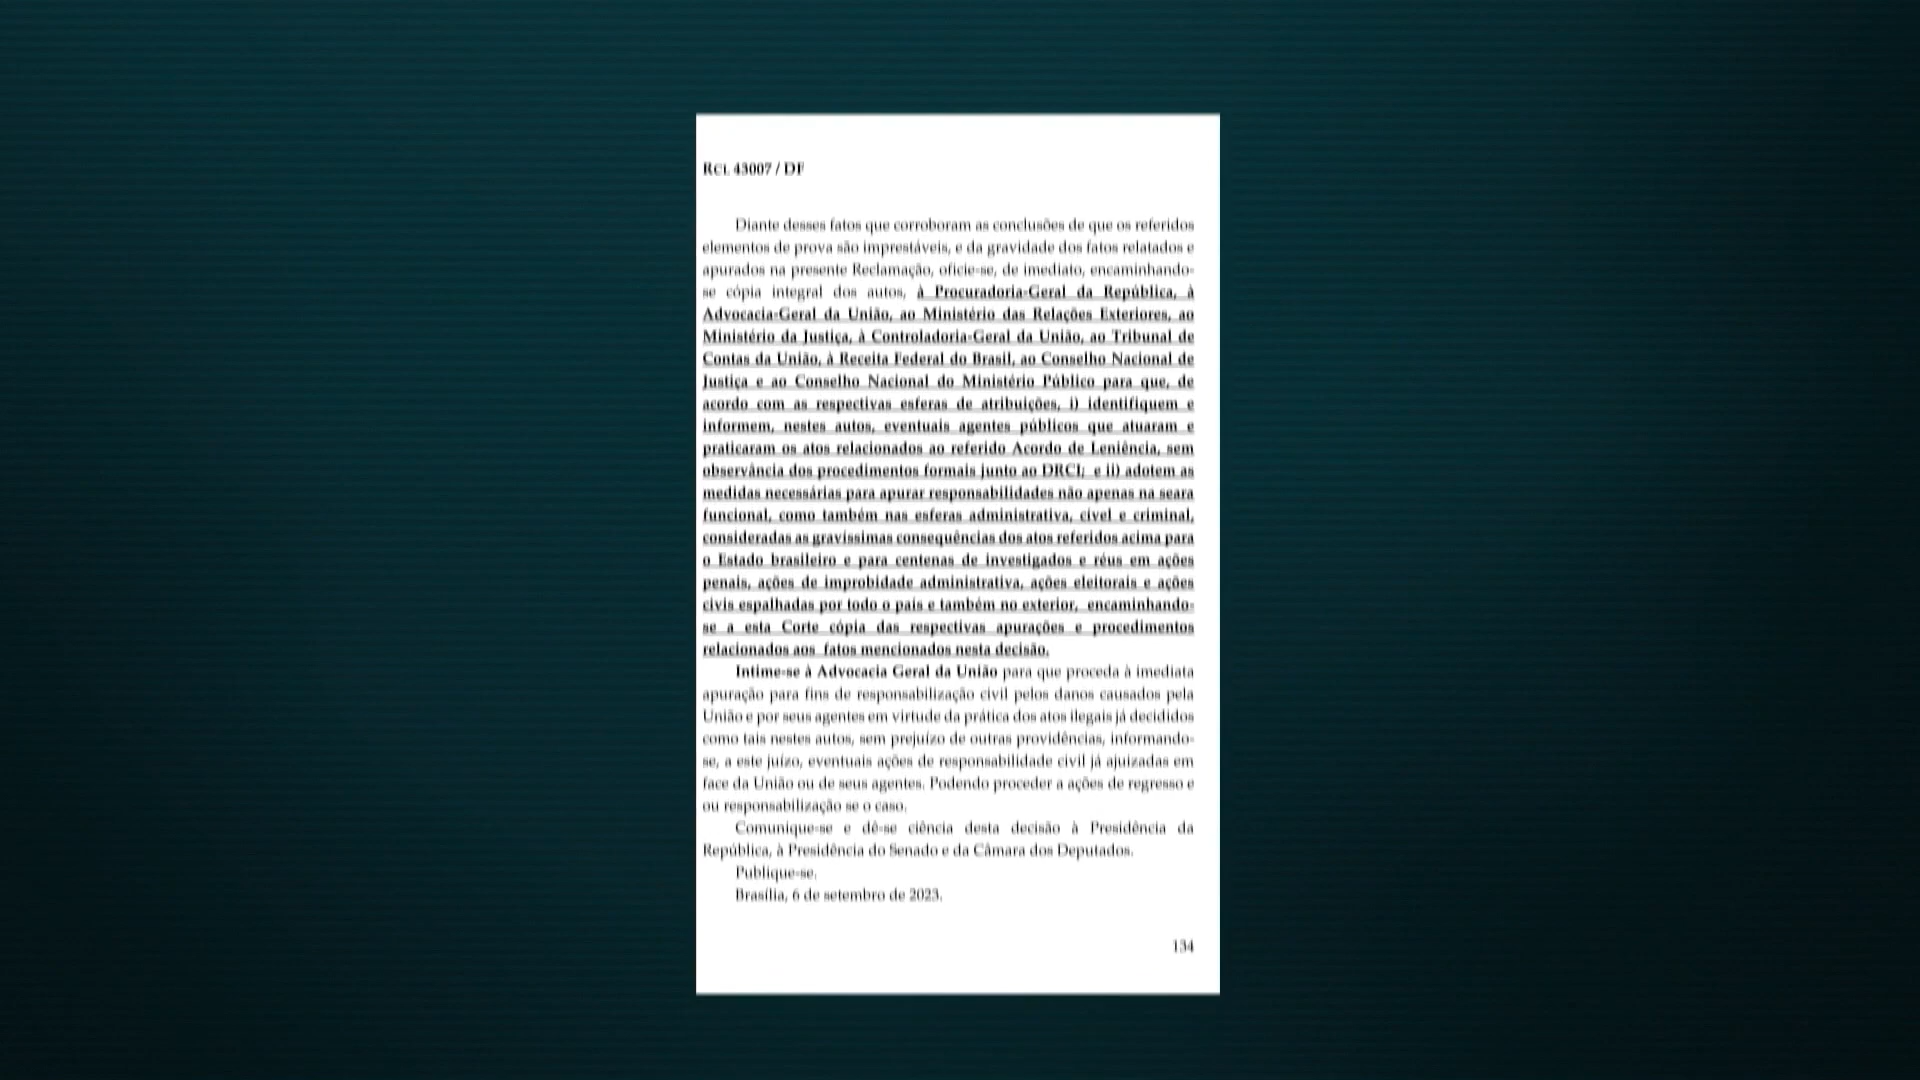 RCL 43007 / DF
Diante desses fatos que corroboram as conclusões de que os referidos
elementos de prova são imprestáveis, e da gravidade dos fatos relatados e
apurados na presente Reclamação, oficie-se, de imediato, encaminhando-
se cópia integral dos autos, à Procuradoria-Geral da República, à
Advocacia-Geral da União, ao Ministério das Relações Exteriores, ao
Ministério da Justiça, à Controladoria-Geral da União, ao Tribunal de
Contas da União, à Receita Federal do Brasil, ao Conselho Nacional de
Justiça e ao Conselho Nacional do Ministério Público para que, de
acordo com as respectivas esferas de atribuições, i) identifiquem e
informem, nestes autos, eventuais agentes públicos que atuaram e
praticaram os atos relacionados ao referido Acordo de Leniência, sem
observância dos procedimentos formais junto ao DRCI; e ii) adotem as
medidas necessárias para apurar responsabilidades não apenas na seara
funcional, como também nas esferas administrativa, cível e criminal,
consideradas as gravíssimas consequências dos atos referidos acima para
o Estado brasileiro e para centenas de investigados e réus em ações
penais, ações de improbidade administrativa, ações eleitorais e ações
civis espalhadas por todo o país e também no exterior, encaminhando-
se a esta Corte cópia das respectivas apurações e procedimentos
relacionados aos fatos mencionados nesta decisão.
Intime-se à Advocacia Geral da União para que proceda à imediata
apuração para fins de responsabilização civil pelos danos causados pela
União e por seus agentes em virtude da prática dos atos ilegais já decididos
como tais nestes autos, sem prejuízo de outras providências, informando-
se, a este juízo, eventuais ações de responsabilidade civil já ajuizadas em
face da União ou de seus agentes. Podendo proceder a ações de regresso e
ou responsabilização se o caso.
Comunique-se e dê-se ciência desta decisão à Presidência da
República, à Presidência do Senado e da Câmara dos Deputados.
Publique-se.
Brasília, 6 de setembro de 2023.
134